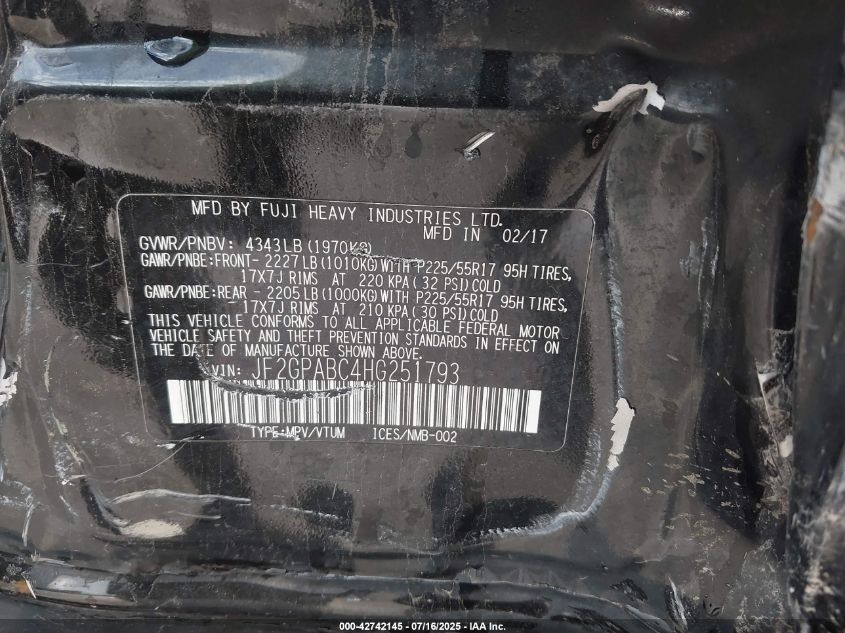 MFD BY FUJI HEAVY INDUSTRIES LTD.
MFD IN 02/17
GVWR/PNBV: 4343LB (1970KG)
GAWR/PNBE:FRONT- 2227LB(1010KG)WITH P225/55R17 95H TIRES,
17X7J RIMS AT 220 KPA( 32 PSI)COLD
GAWR/PNBE:REAR - 2205LB(1000KG)WITH P225/55R17 95H TIRES,
17X7J RIMS AT 210 KPA( 30 PSI)COLD
THIS VEHICLE CONFORMS TO ALL APPLICABLE FEDERAL MOTOR
VEHICLE SAFETY AND THEFT PREVENTION STANDARDS IN EFFECT ON
THE DATE OF MANUFACTURE SHOWN ABOVE.
VIN: JF2GPABC4HG251793
TYPE:MPV/VTUM ICES/NMB-002
000-42742145 - 07/16/2025 - IAA Inc.